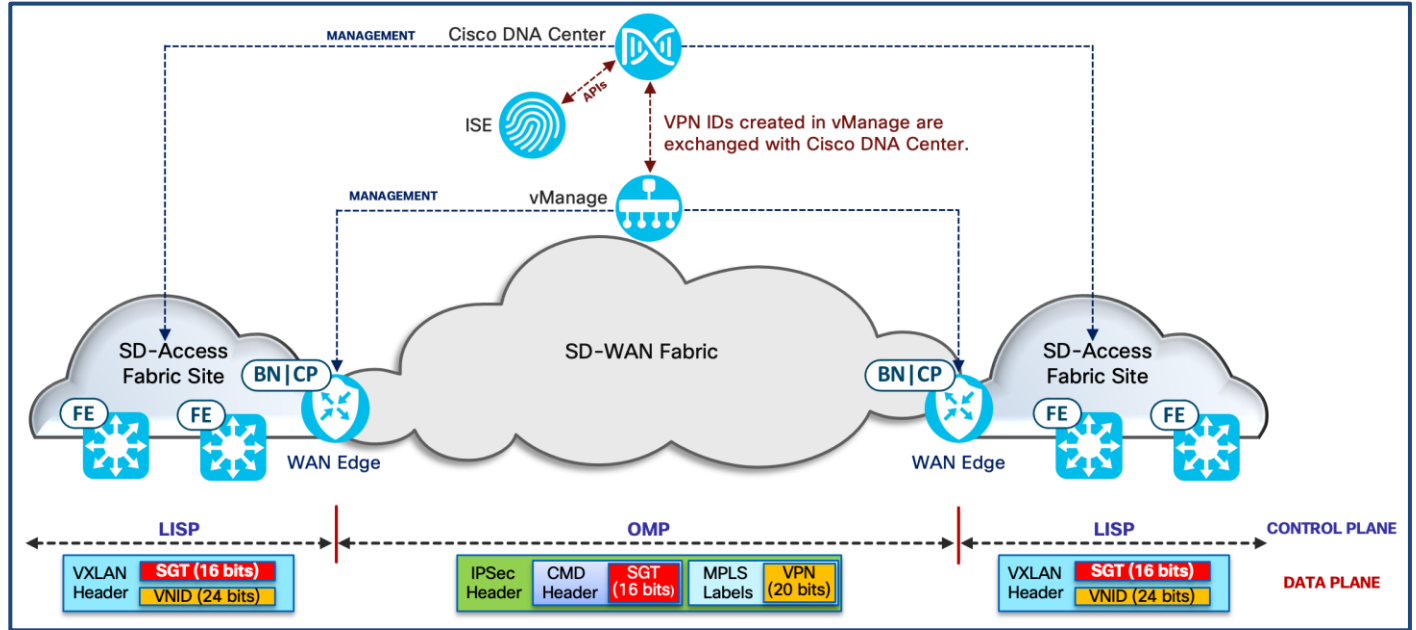 MANAGEMENT
Cisco DNA Center
APIs
ISE
VPN IDs created in vManage are
exchanged with Cisco DNA Center.
MANAGEMENT
vManage
SD-Access
Fabric Site
SD-WAN Fabric
SD-Access
Fabric Site
BN|CP
BN|CP
FE
FE
FE
FE
WAN Edge
WAN Edge
LISP
OMP
LISP
CONTROL PLANE
VXLAN
Header
SGT (16 bits)
VNID (24 bits)
IPSec
Header
CMD
Header
SGT
(16 bits)
MPLS
Labels
VPN
(20 bits)
VXLAN
Header
SGT (16 bits)
VNID (24 bits)
DATA PLANE